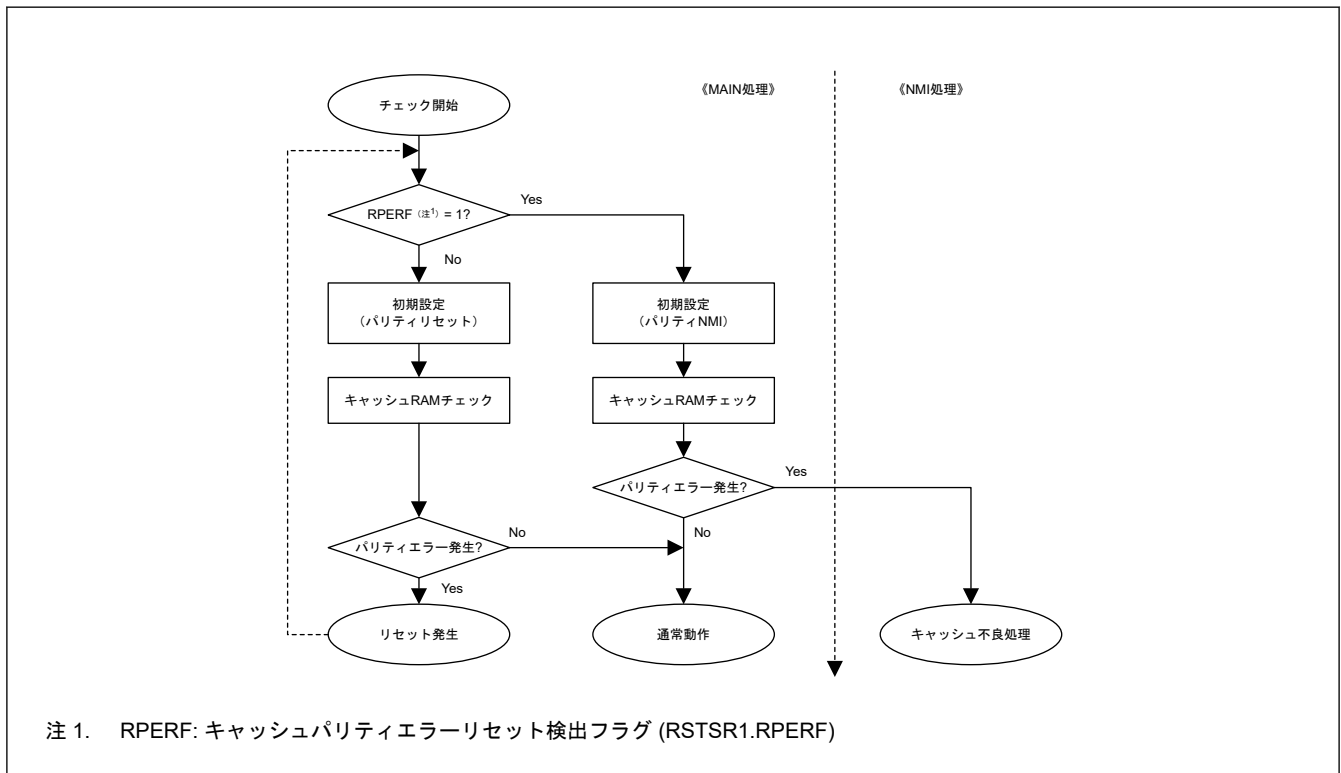 《MAIN処理》
《NMI処理》
チェック開始
RPERF（注1）= 1?
Yes
No
初期設定
（パリティリセット）
初期設定
（パリティNMI）
キャッシュRAMチェック
キャッシュRAMチェック
パリティエラー発生?
Yes
No
パリティエラー発生?
No
Yes
リセット発生
通常動作
キャッシュ不良処理
注 1. RPERF: キャッシュパリティエラーリセット検出フラグ (RSTSR1.RPERF)